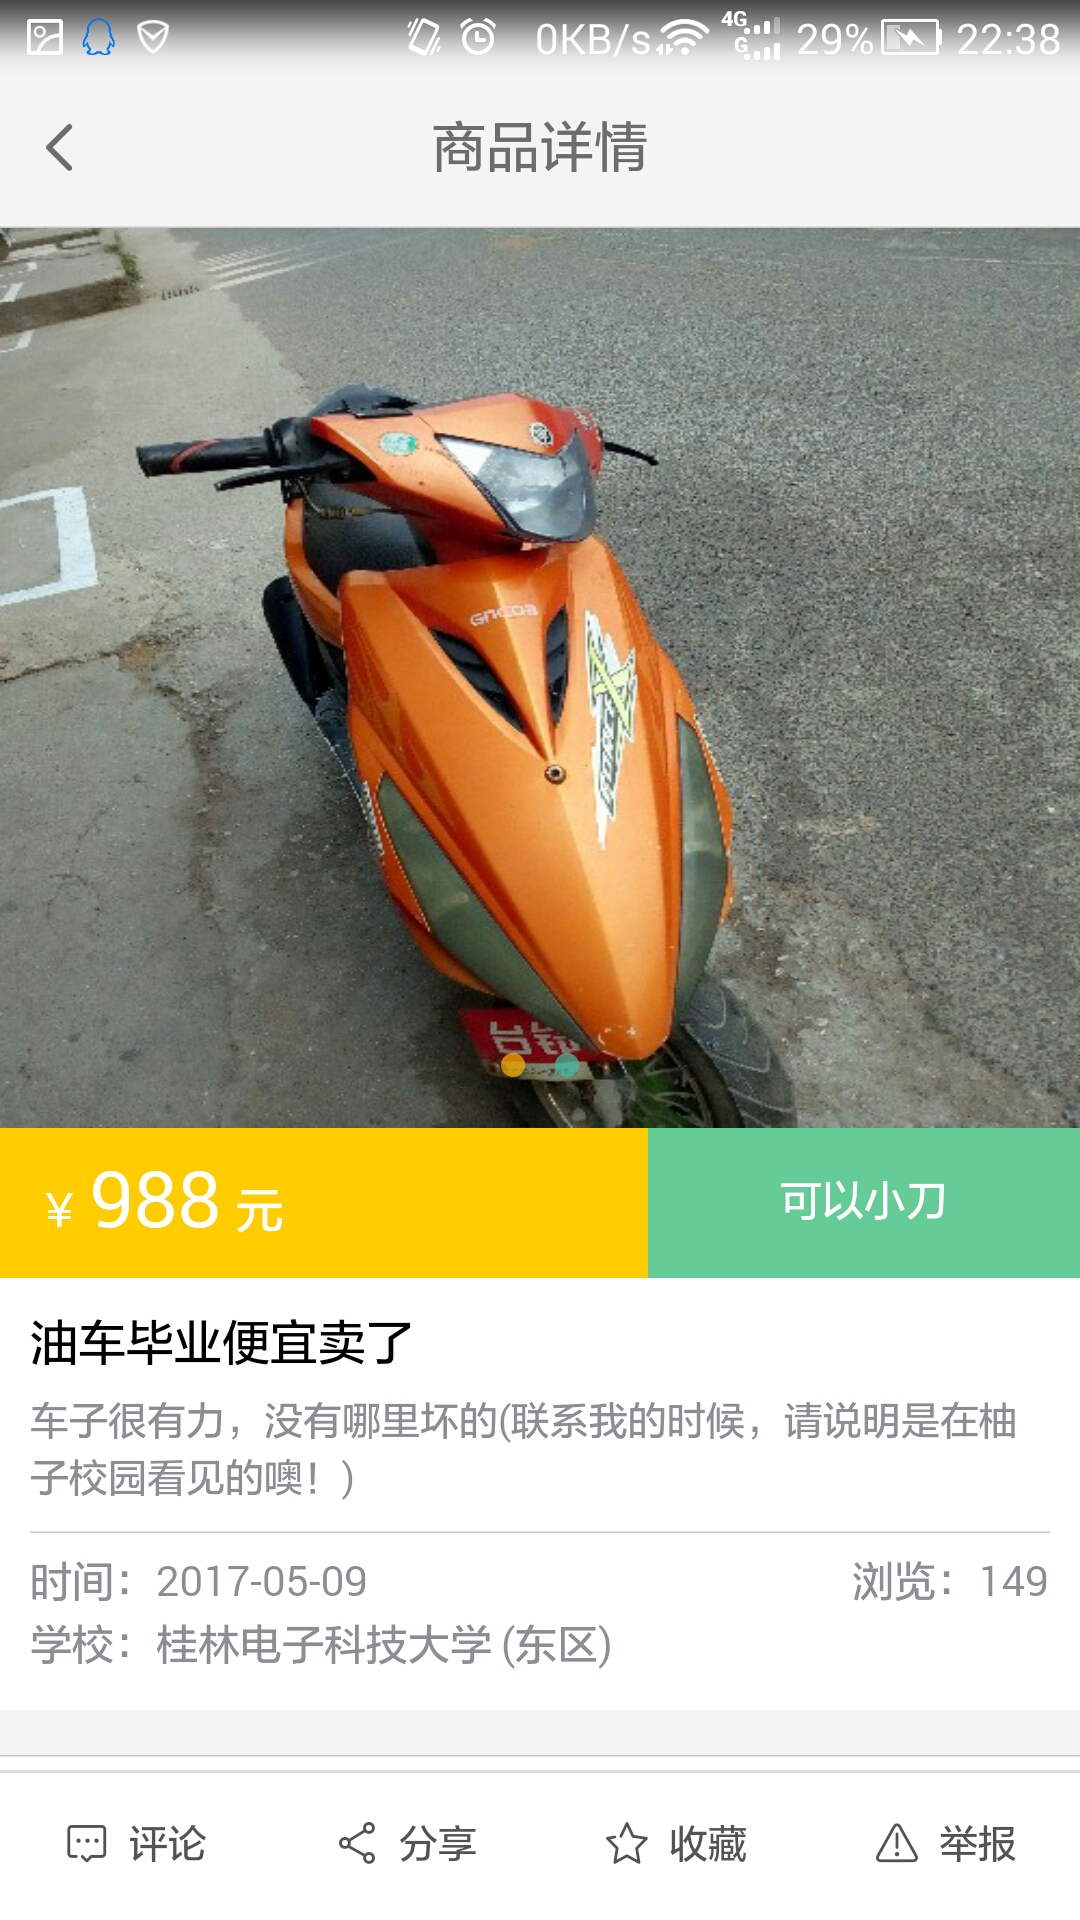 0KB/s 4G G 29% 22:38
商品详情
GNCOB
FORCE X
台铃
¥ 988 元
可以小刀
油车毕业便宜卖了
车子很有力，没有哪里坏的(联系我的时候，请说明是在柚
子校园看见的噢！)
时间：2017-05-09 浏览：149
学校：桂林电子科技大学 (东区)
评论 分享 收藏 举报